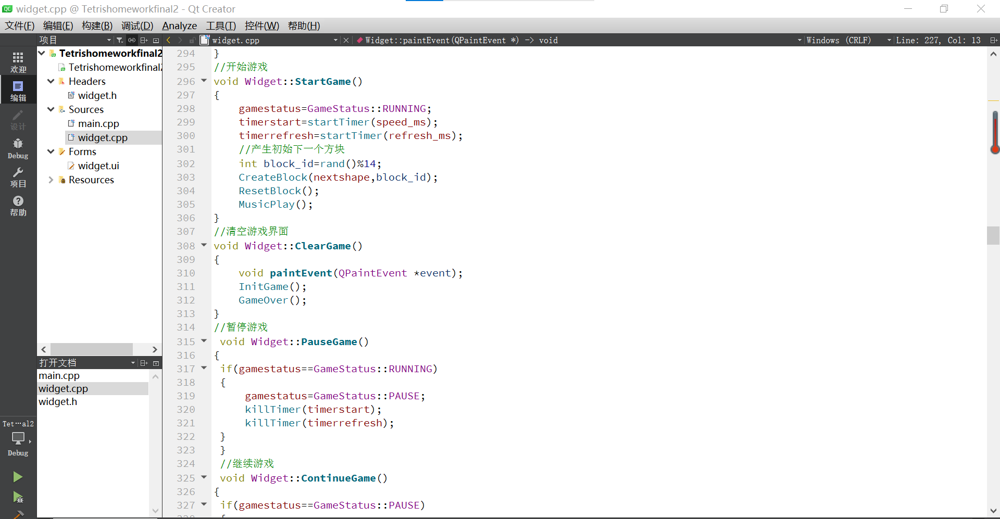 widget.cpp @ Tetrishomeworkfinal2 - Qt Creator
文件(F) 编辑(E) 构建(B) 调试(D) Analyze 工具(T) 控件(W) 帮助(H)
项目
widget.cpp
Widget::paintEvent(QPaintEvent *) -> void
Windows (CRLF)
Line: 227, Col: 13
欢迎
编辑
设计
Debug
项目
帮助
Tet···al2
Debug
Tetrishomeworkfinal2
Tetrishomeworkfinal2
Headers
widget.h
Sources
main.cpp
widget.cpp
Forms
widget.ui
Resources
打开文档
main.cpp
widget.cpp
widget.h
294 }
295 //开始游戏
296 void Widget::StartGame()
297 {
298 gamestatus=GameStatus::RUNNING;
299 timerstart=startTimer(speed_ms);
300 timerrefresh=startTimer(refresh_ms);
301 //产生初始下一个方块
302 int block_id=rand()%14;
303 CreateBlock(nextshape,block_id);
304 ResetBlock();
305 MusicPlay();
306 }
307 //清空游戏界面
308 void Widget::ClearGame()
309 {
310 void paintEvent(QPaintEvent *event);
311 InitGame();
312 GameOver();
313 }
314 //暂停游戏
315 void Widget::PauseGame()
316 {
317 if(gamestatus==GameStatus::RUNNING)
318 {
319 gamestatus=GameStatus::PAUSE;
320 killTimer(timerstart);
321 killTimer(timerrefresh);
322 }
323 }
324 //继续游戏
325 void Widget::ContinueGame()
326 {
327 if(gamestatus==GameStatus::PAUSE)